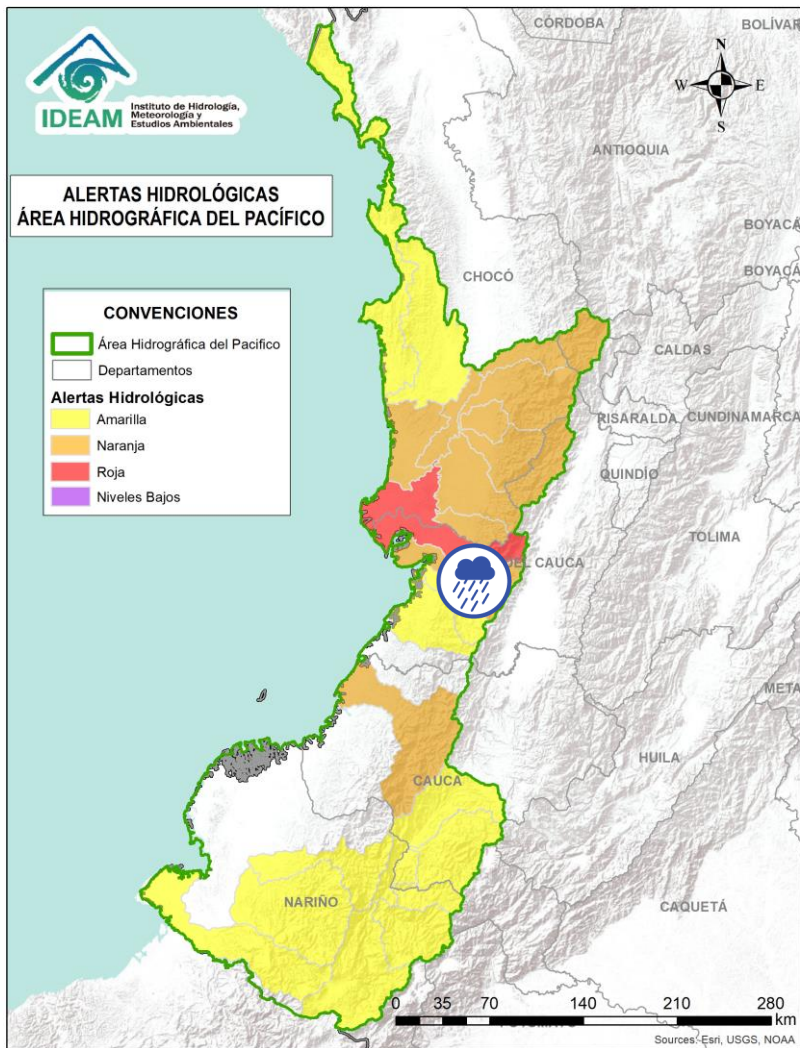 CÓRDOBA
BOLÍVAR
N
W
E
S
IDEAM
Instituto de Hidrología,
Meteorología y
Estudios Ambientales
ANTIOQUIA
ALERTAS HIDROLÓGICAS
ÁREA HIDROGRÁFICA DEL PACÍFICO
BOYACÁ
BOYACÁ
CHOCÓ
CONVENCIONES
Área Hidrográfica del Pacifico
Departamentos
Alertas Hidrológicas
Amarilla
Naranja
Roja
Niveles Bajos
CALDAS
RISARALDA
CUNDINAMARCA
QUINDÍO
TOLIMA
DEL CAUCA
META
HUILA
CAUCA
NARIÑO
CAQUETÁ
0 35 70 140 210 280
km
Sources: Esri, USGS, NOAA